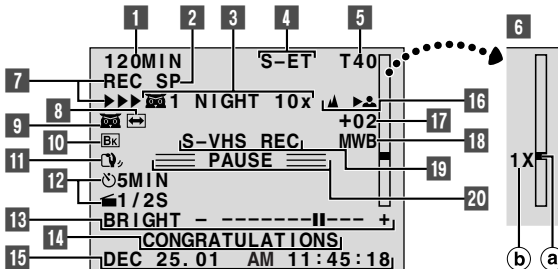 1 2 3 4 5 6
120MIN S-ET T40
7 REC SP
▶▶▶ 1 NIGHT 10x 16
8
9 +02 17
10 BK MWB 18
S-VHS REC 19
11 PAUSE 20
12 5MIN 1X
1/2S
13 BRIGHT - --------▮▮--- +
14 CONGRATULATIONS
15 DEC 25.01 AM 11:45:18 b a